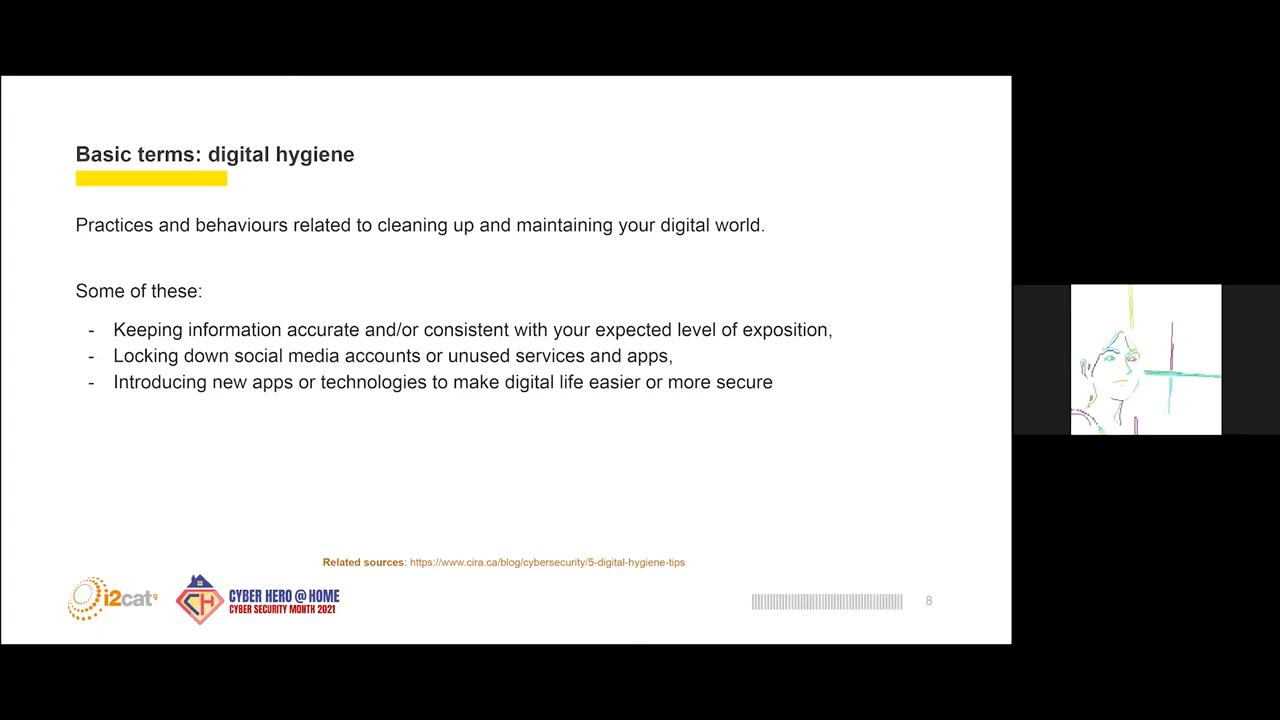 Basic terms: digital hygiene
Practices and behaviours related to cleaning up and maintaining your digital world.
Some of these:
- Keeping information accurate and/or consistent with your expected level of exposition,
- Locking down social media accounts or unused services and apps,
- Introducing new apps or technologies to make digital life easier or more secure
Related sources: https://www.cira.ca/blog/cybersecurity/5-digital-hygiene-tips
i2cat
CH
CYBER HERO @ HOME
CYBER SECURITY MONTH 2021
8